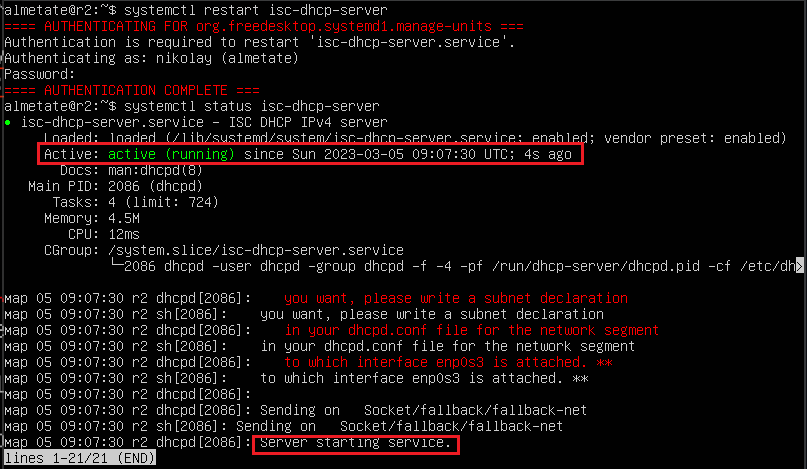 almetate@r2:~$ systemctl restart isc-dhcp-server
==== AUTHENTICATING FOR org.freedesktop.systemd1.manage-units ===
Authentication is required to restart 'isc-dhcp-server.service'.
Authenticating as: nikolay (almetate)
Password:
==== AUTHENTICATION COMPLETE ===
almetate@r2:~$ systemctl status isc-dhcp-server
● isc-dhcp-server.service - ISC DHCP IPv4 server
Loaded: loaded (/lib/systemd/system/isc-dhcp-server.service; enabled; vendor preset: enabled)
Active: active (running) since Sun 2023-03-05 09:07:30 UTC; 4s ago
Docs: man:dhcpd(8)
Main PID: 2086 (dhcpd)
Tasks: 4 (limit: 724)
Memory: 4.5M
CPU: 12ms
CGroup: /system.slice/isc-dhcp-server.service
└─2086 dhcpd -user dhcpd -group dhcpd -f -4 -pf /run/dhcp-server/dhcpd.pid -cf /etc/dh>
мар 05 09:07:30 r2 dhcpd[2086]: you want, please write a subnet declaration
мар 05 09:07:30 r2 sh[2086]: you want, please write a subnet declaration
мар 05 09:07:30 r2 dhcpd[2086]: in your dhcpd.conf file for the network segment
мар 05 09:07:30 r2 sh[2086]: in your dhcpd.conf file for the network segment
мар 05 09:07:30 r2 dhcpd[2086]: to which interface enp0s3 is attached. **
мар 05 09:07:30 r2 sh[2086]: to which interface enp0s3 is attached. **
мар 05 09:07:30 r2 dhcpd[2086]:
мар 05 09:07:30 r2 dhcpd[2086]: Sending on Socket/fallback/fallback-net
мар 05 09:07:30 r2 sh[2086]: Sending on Socket/fallback/fallback-net
мар 05 09:07:30 r2 dhcpd[2086]: Server starting service.
lines 1-21/21 (END)